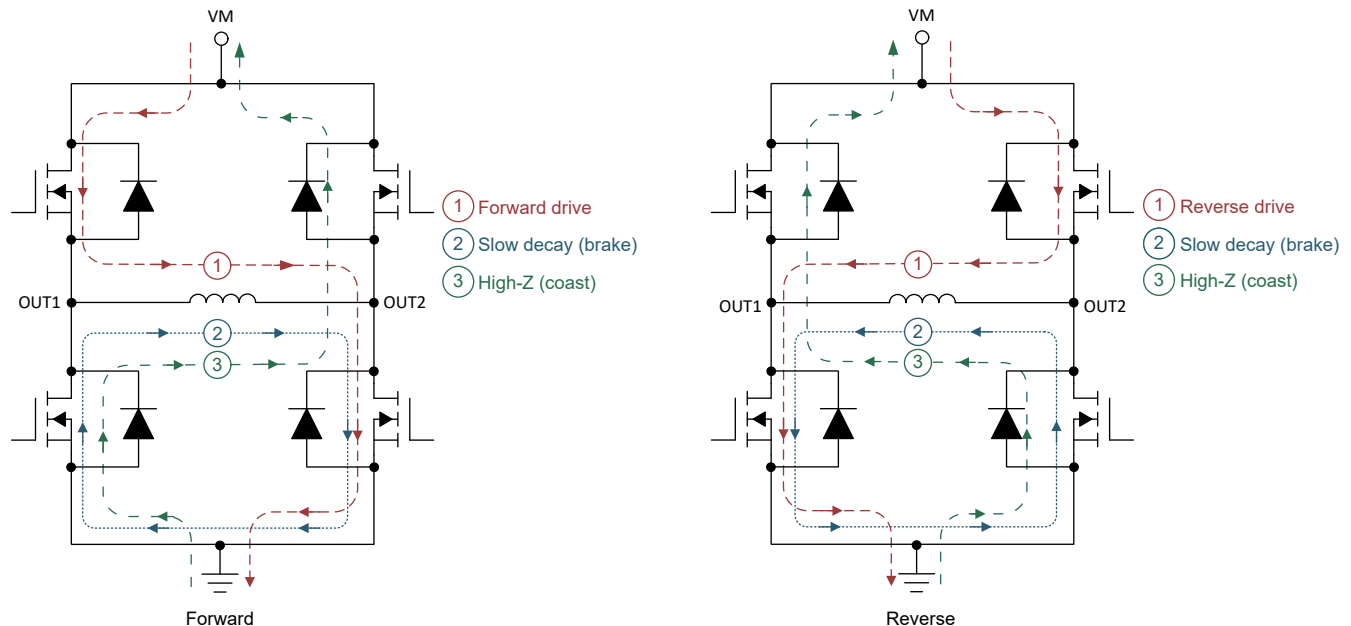 VM
1 Forward drive
2 Slow decay (brake)
3 High-Z (coast)
1
OUT1
OUT2
2
3
Forward
VM
1 Reverse drive
2 Slow decay (brake)
3 High-Z (coast)
1
OUT1
OUT2
2
3
Reverse